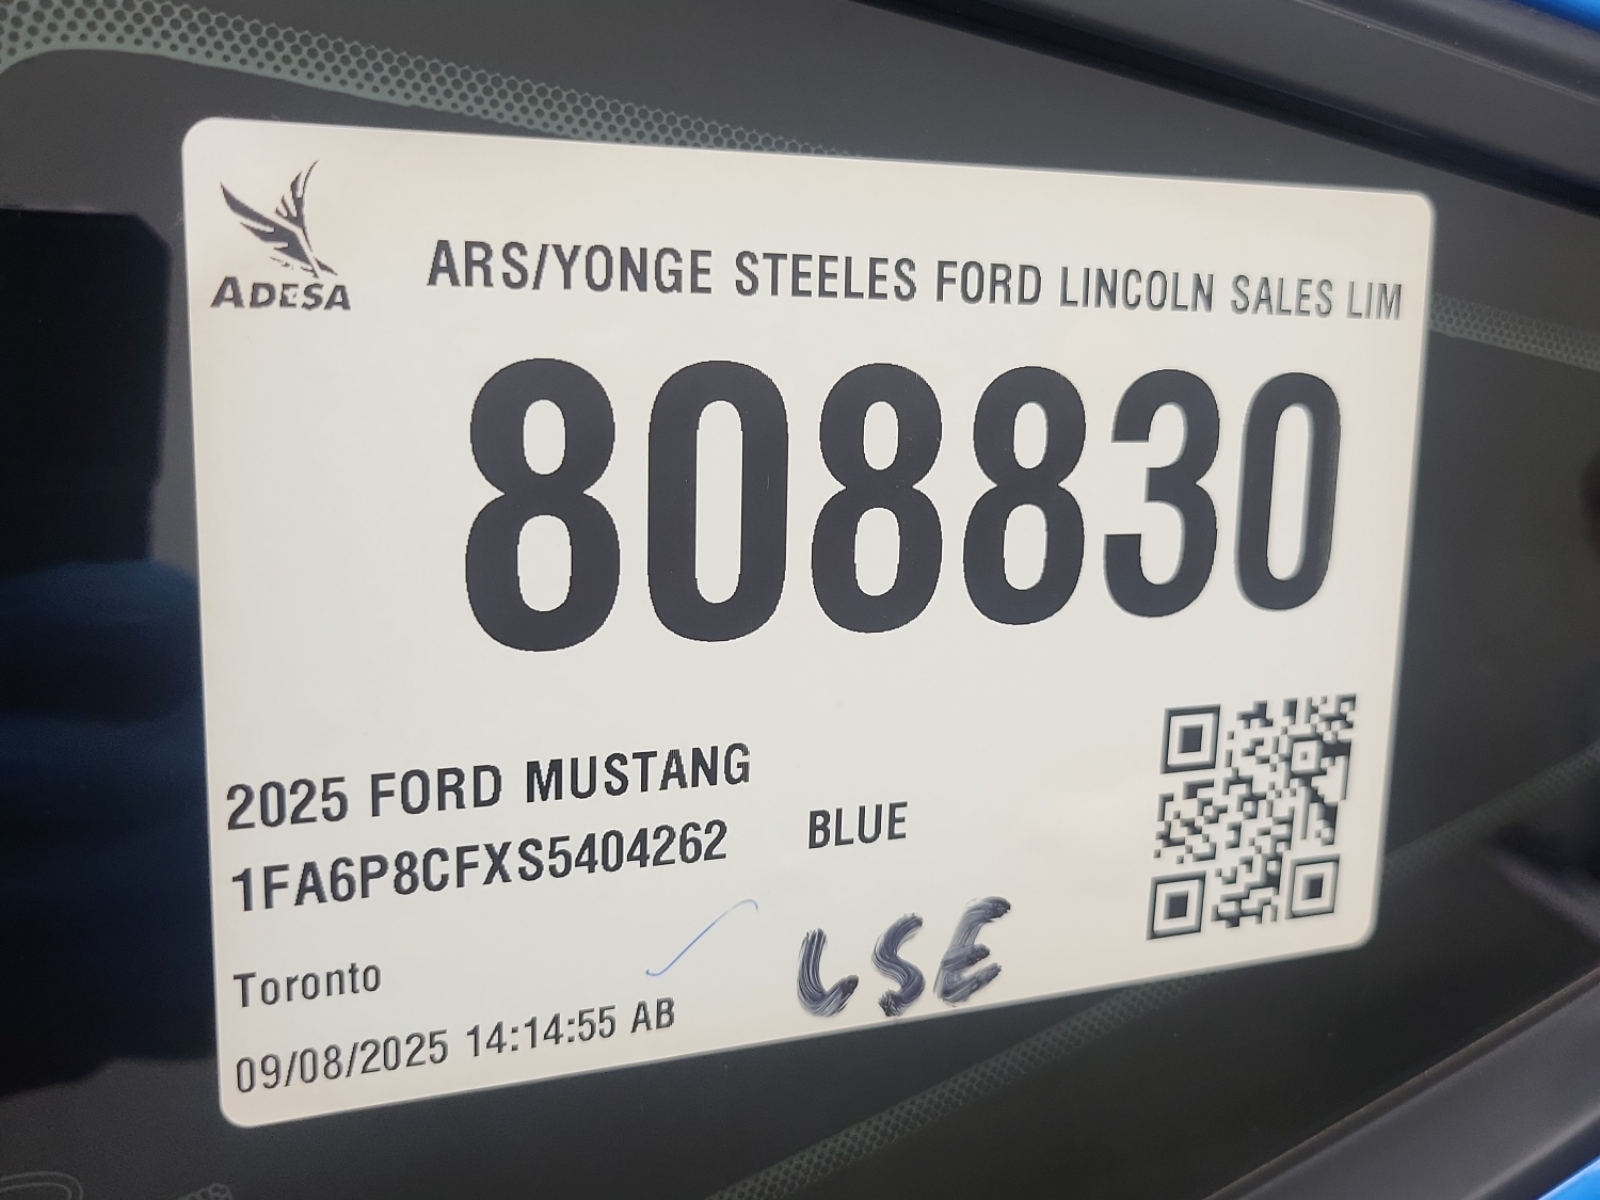 ADESA
ARS/YONGE STEELES FORD LINCOLN SALES LIM
808830
2025 FORD MUSTANG
1FA6P8CFXS5404262 BLUE
LSE
Toronto
09/08/2025 14:14:55 AB